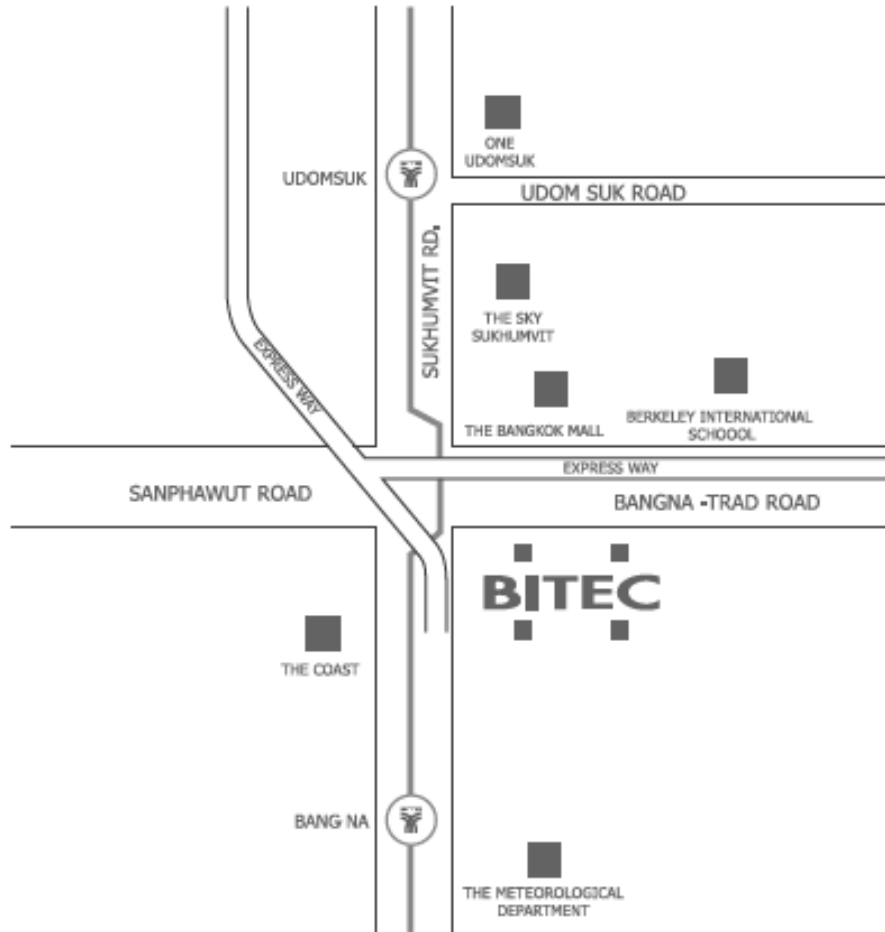 ONE
UDOMSUK
UDOMSUK
UDOM SUK ROAD
SUKHUMVIT RD.
THE SKY
SUKHUMVIT
EXPRESS WAY
THE BANGKOK MALL
BERKELEY INTERNATIONAL
SCHOOOL
EXPRESS WAY
SANPHAWUT ROAD
BANGNA -TRAD ROAD
BITEC
THE COAST
BANG NA
THE METEOROLOGICAL
DEPARTMENT